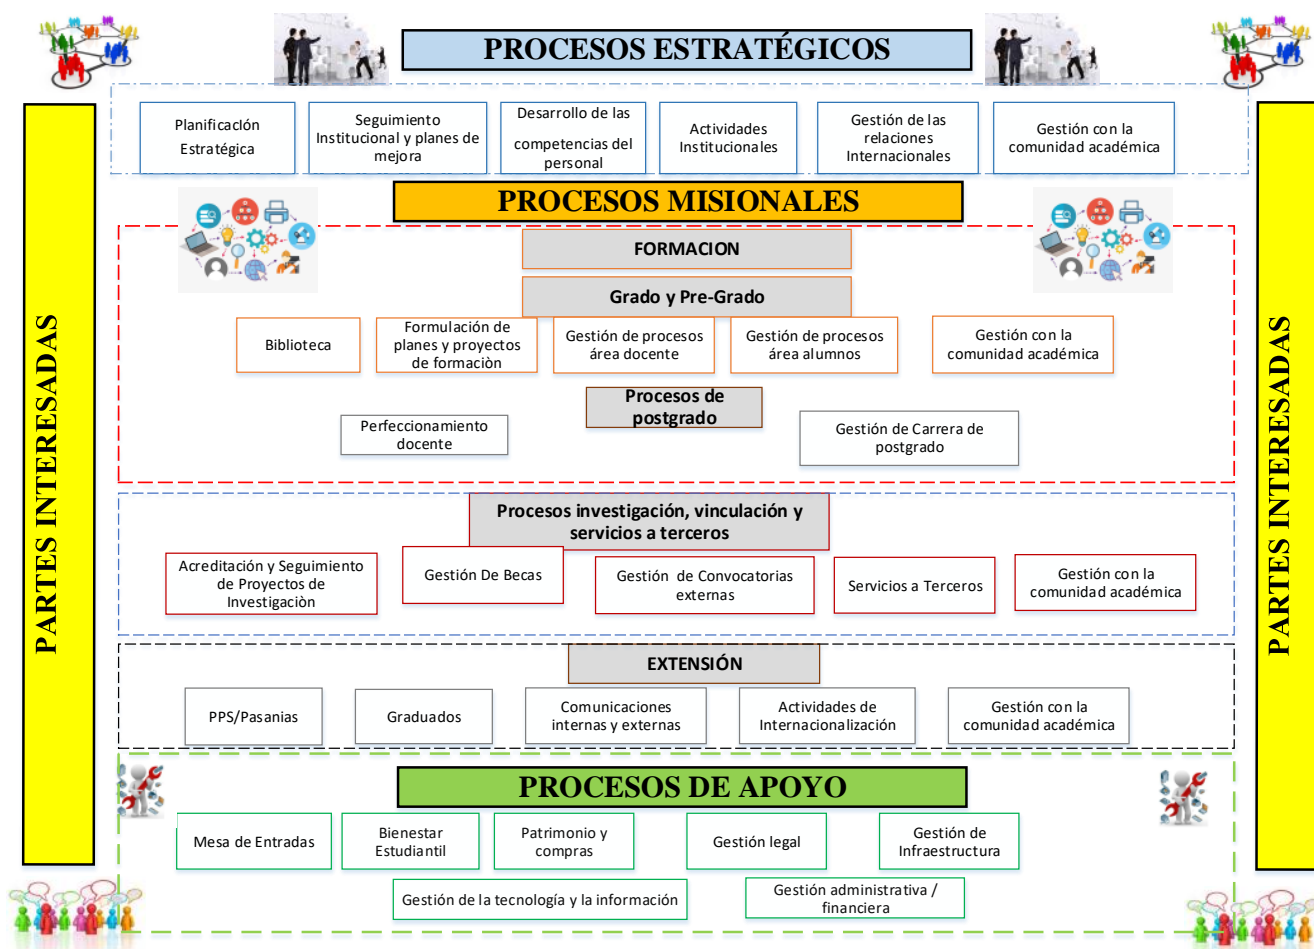 PROCESOS ESTRATÉGICOS
PARTES INTERESADAS
Planificación
Estratégica
Seguimiento
Institucional y planes de
mejora
Desarrollo de las
competencias del
personal
Actividades
Institucionales
Gestión de las
relaciones
Internacionales
Gestión con la
comunidad académica
PROCESOS MISIONALES
FORMACION
Grado y Pre-Grado
Biblioteca
Formulación de
planes y proyectos
de formaciòn
Gestión de procesos
área docente
Gestión de procesos
área alumnos
Gestión con la
comunidad académica
Procesos de
postgrado
Perfeccionamiento
docente
Gestión de Carrera de
postgrado
Procesos investigación, vinculación y
servicios a terceros
Acreditación y Seguimiento
de Proyectos de
Investigaciòn
Gestión De Becas
Gestión de Convocatorias
externas
Servicios a Terceros
Gestión con la
comunidad académica
EXTENSIÓN
PPS/Pasanias
Graduados
Comunicaciones
internas y externas
Actividades de
Internacionalización
Gestión con la
comunidad académica
PROCESOS DE APOYO
Mesa de Entradas
Bienestar
Estudiantil
Patrimonio y
compras
Gestión legal
Gestión de
Infraestructura
Gestión de la tecnología y la información
Gestión administrativa /
financiera
PARTES INTERESADAS